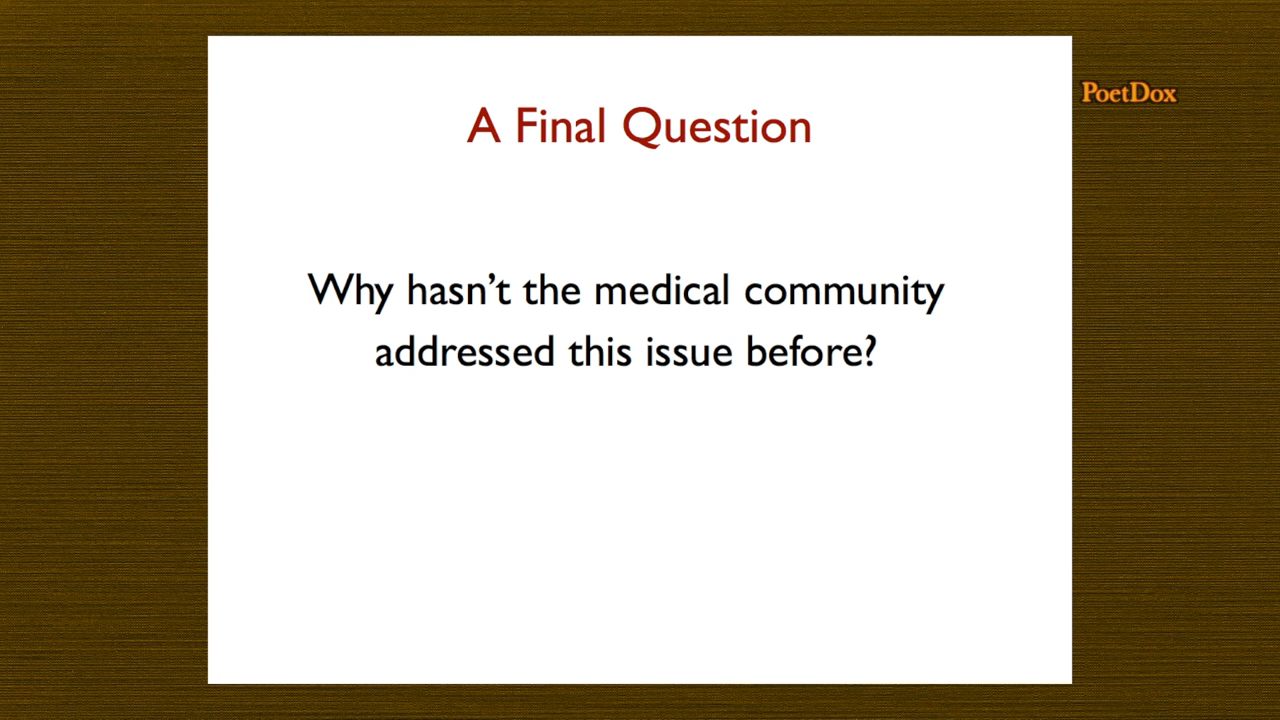 A Final Question
PoetDox
Why hasn’t the medical community
addressed this issue before?